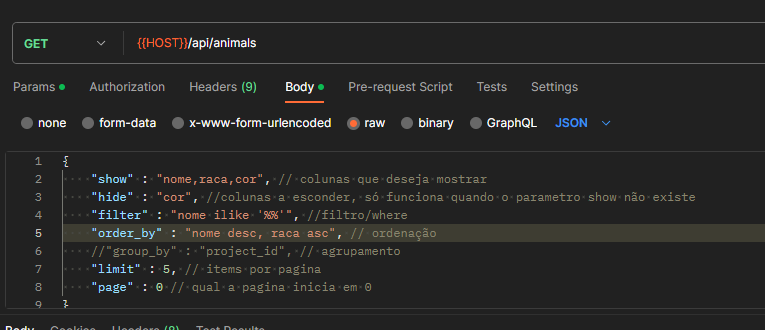 GET {{HOST}}/api/animals
Params Authorization Headers (9) Body Pre-request Script Tests Settings
none form-data x-www-form-urlencoded raw binary GraphQL JSON
1 {
2 "show" : "nome,raca,cor", // colunas que deseja mostrar
3 "hide" : "cor", //colunas a esconder, só funciona quando o parametro show não existe
4 "filter" : "nome ilike '%%'", //filtro/where
5 "order_by" : "nome desc, raca asc", // ordenação
6 //"group_by" : "project_id", // agrupamento
7 "limit" : 5, // items por pagina
8 "page" : 0 // qual a pagina inicia em 0
9 }
Body Cookies Headers (8) Test Results